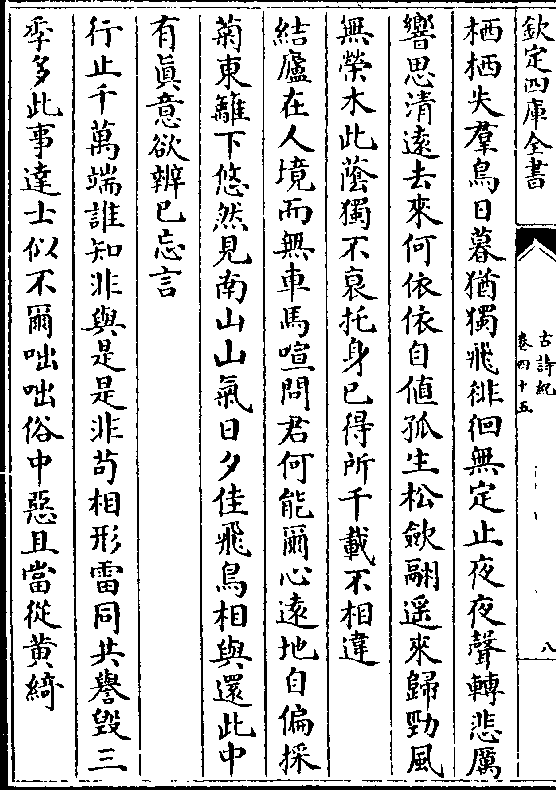 欽定四庫全書
古詩紀
卷四十五
八
栖栖失羣鳥日暮猶獨飛徘徊無定止夜夜聲轉悲厲
響思清遠去來何依依自値孤生松歛翮遥來歸勁風
無榮木此䕃獨不衰托身已得所千載不相違
結廬在人境而無車馬喧問君何能爾心遠地自偏採
菊東籬下悠然見南山山氣日夕佳飛鳥相與還此中
有眞意欲辨已忘言
行止千萬端誰知非與是是非苟相形雷同共譽毁三
季多此事達士似不爾咄咄俗中惡且當從黄綺